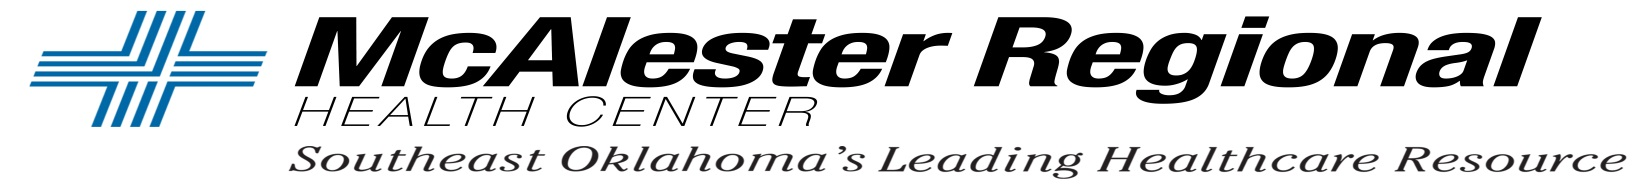 McAlester Regional
HEALTH CENTER
Southeast Oklahoma's Leading Healthcare Resource